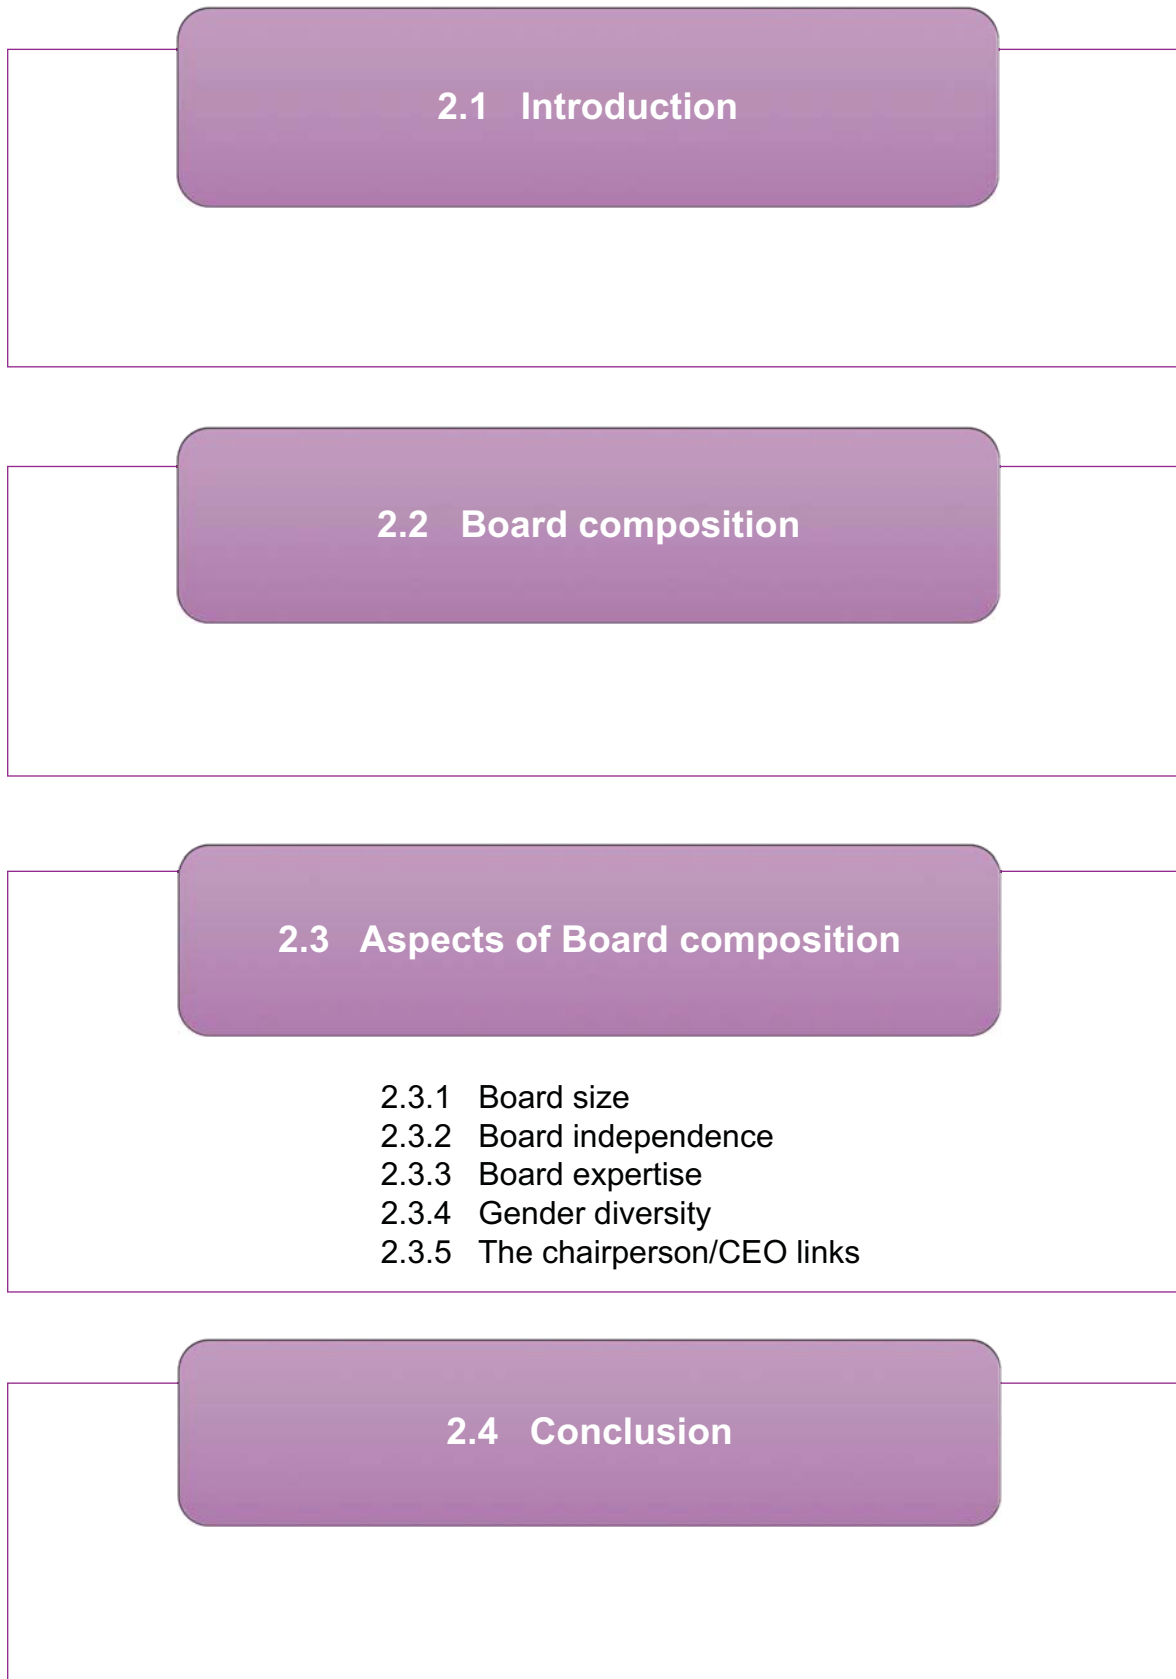 2.1 Introduction
2.2 Board composition
2.3 Aspects of Board composition
2.3.1 Board size
2.3.2 Board independence
2.3.3 Board expertise
2.3.4 Gender diversity
2.3.5 The chairperson/CEO links
2.4 Conclusion